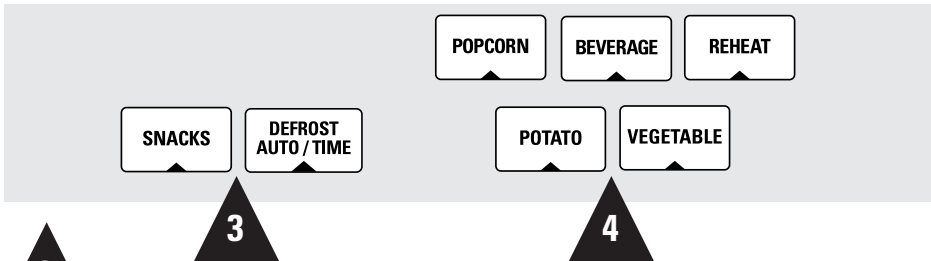 POPCORN
BEVERAGE
REHEAT
SNACKS
DEFROST
AUTO / TIME
POTATO
VEGETABLE
3
4